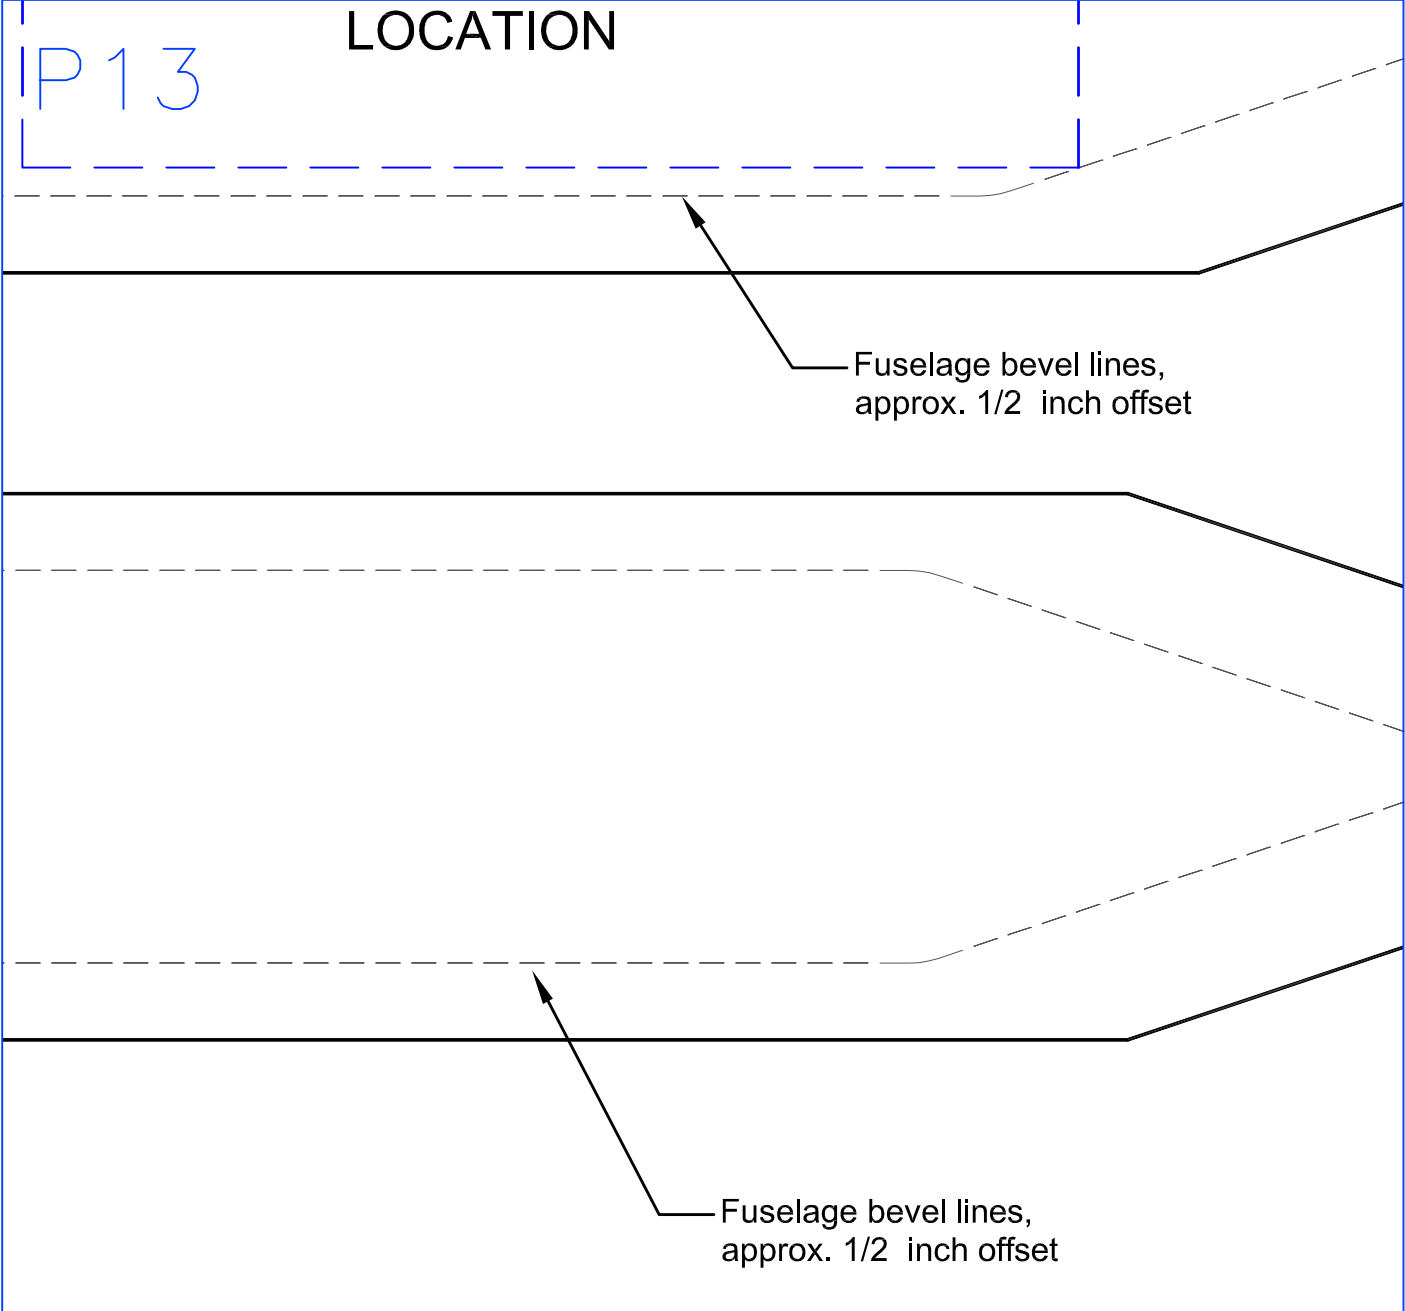 LOCATION
P13
Fuselage bevel lines,
approx. 1/2  inch offset
Fuselage bevel lines,
approx. 1/2  inch offset